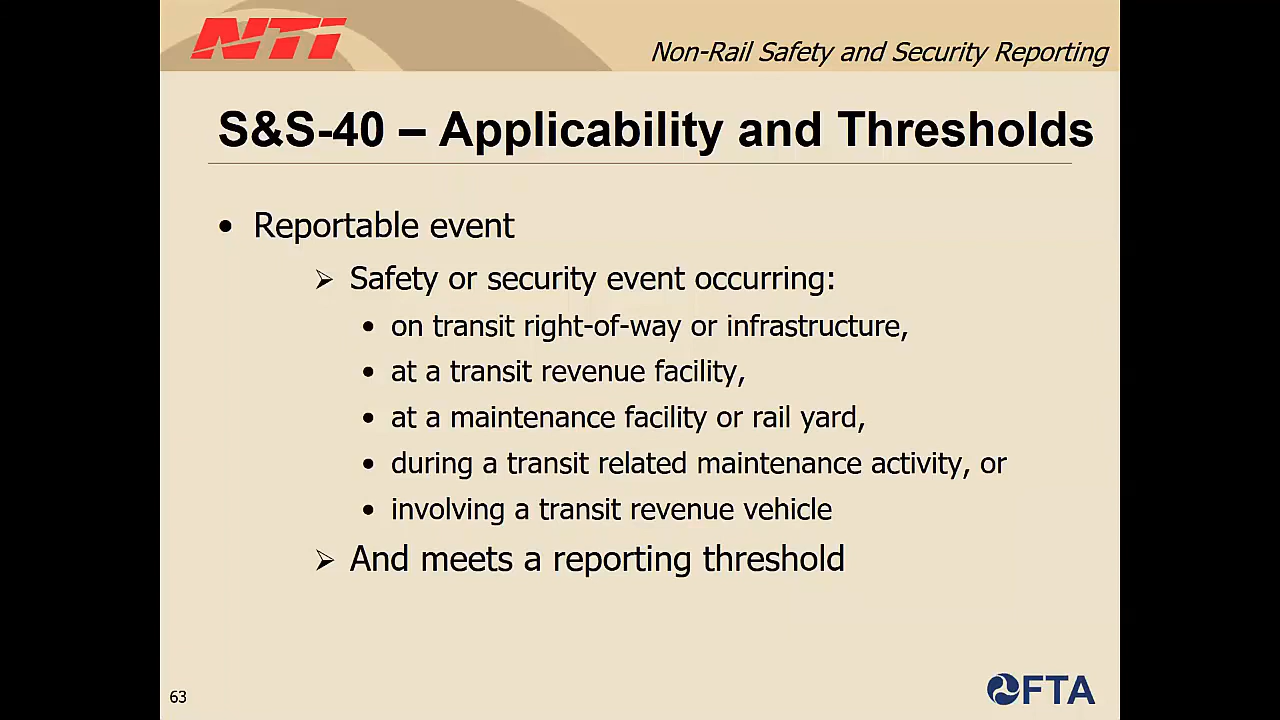 NTI
Non-Rail Safety and Security Reporting
S&S-40 – Applicability and Thresholds
• Reportable event
➢ Safety or security event occurring:
• on transit right-of-way or infrastructure,
• at a transit revenue facility,
• at a maintenance facility or rail yard,
• during a transit related maintenance activity, or
• involving a transit revenue vehicle
➢ And meets a reporting threshold
63
FTA